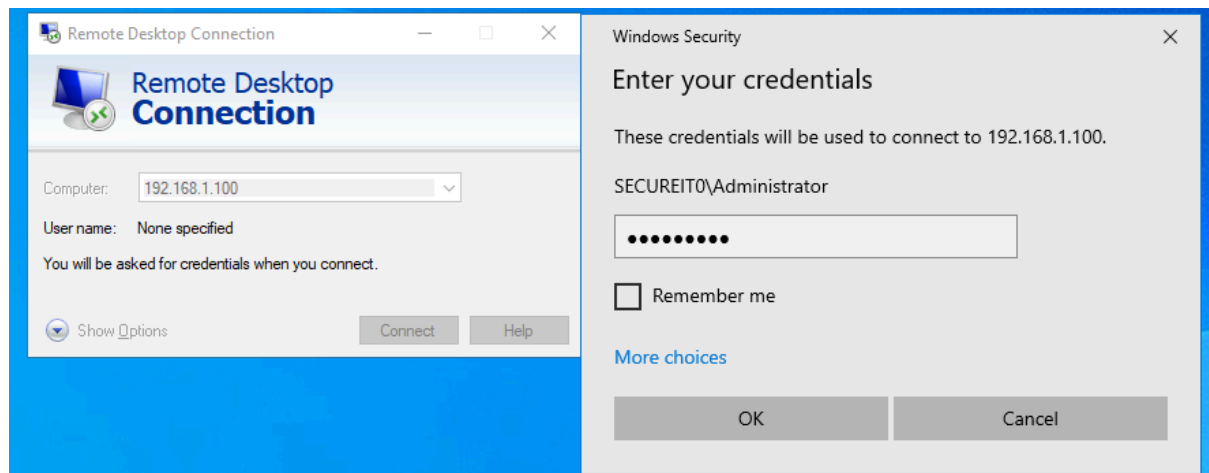 Remote Desktop Connection
Remote Desktop
Connection
Computer:
192.168.1.100
User name: None specified
You will be asked for credentials when you connect.
Show Options
Connect
Help
Windows Security
Enter your credentials
These credentials will be used to connect to 192.168.1.100.
SECUREIT0\Administrator
●●●●●●●●●
Remember me
More choices
OK
Cancel